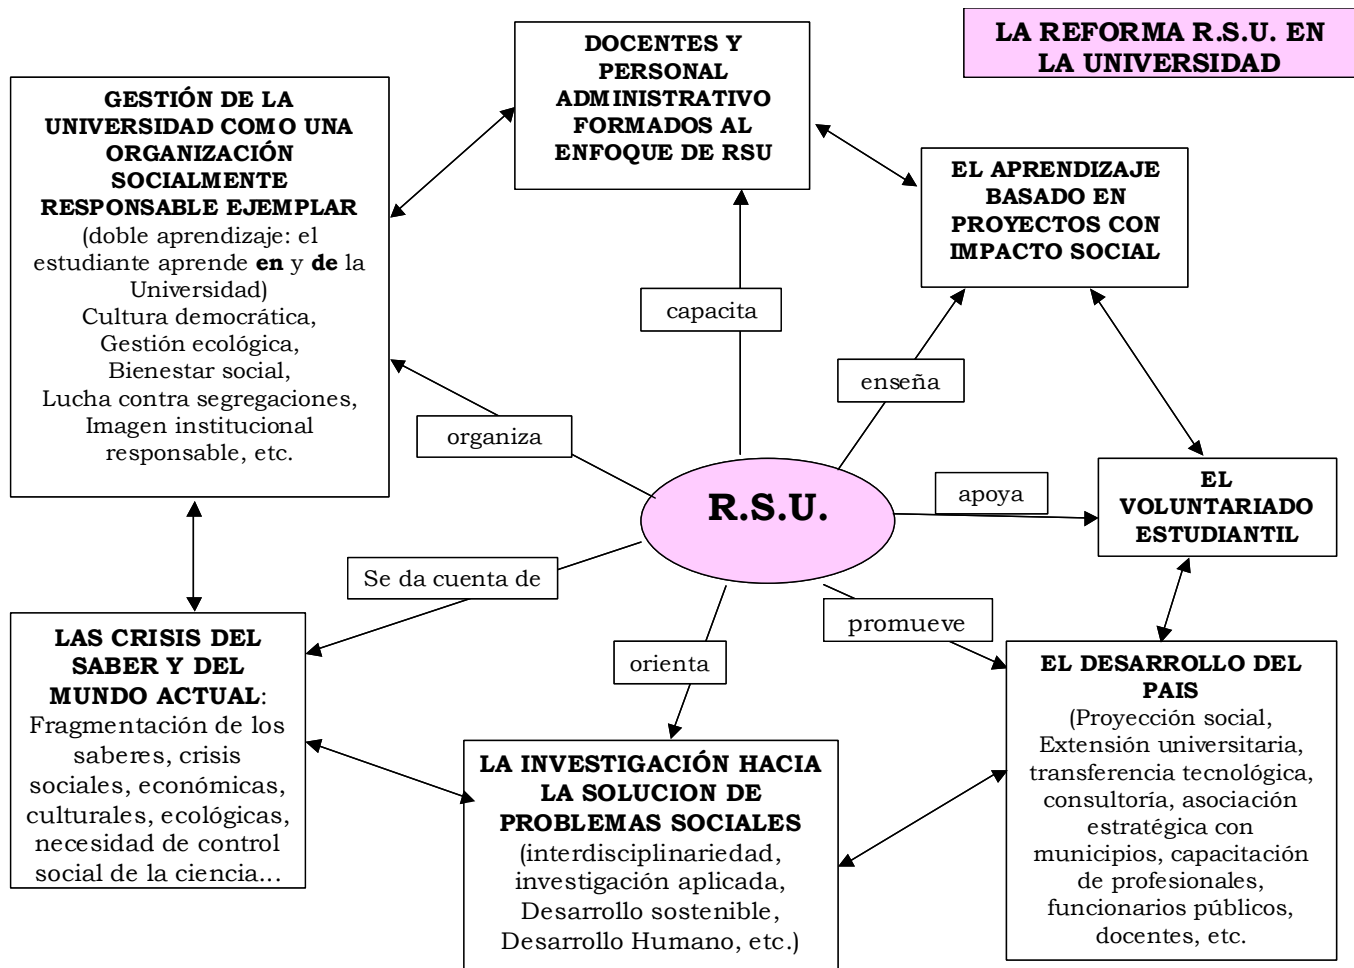 LA REFORMA R.S.U. EN
LA UNIVERSIDAD
DOCENTES Y
PERSONAL
ADMINISTRATIVO
FORMADOS AL
ENFOQUE DE RSU
GESTIÓN DE LA
UNIVERSIDAD COMO UNA
ORGANIZACIÓN
SOCIALMENTE
RESPONSABLE EJEMPLAR
(doble aprendizaje: el
estudiante aprende en y de la
Universidad)
Cultura democrática,
Gestión ecológica,
Bienestar social,
Lucha contra segregaciones,
Imagen institucional
responsable, etc.
EL APRENDIZAJE
BASADO EN
PROYECTOS CON
IMPACTO SOCIAL
capacita
enseña
organiza
R.S.U.
apoya
EL
VOLUNTARIADO
ESTUDIANTIL
Se da cuenta de
orienta
promueve
LAS CRISIS DEL
SABER Y DEL
MUNDO ACTUAL:
Fragmentación de los
saberes, crisis
sociales, económicas,
culturales, ecológicas,
necesidad de control
social de la ciencia...
LA INVESTIGACIÓN HACIA
LA SOLUCION DE
PROBLEMAS SOCIALES
(interdisciplinariedad,
investigación aplicada,
Desarrollo sostenible,
Desarrollo Humano, etc.)
EL DESARROLLO DEL
PAIS
(Proyección social,
Extensión universitaria,
transferencia tecnológica,
consultoría, asociación
estratégica con
municipios, capacitación
de profesionales,
funcionarios públicos,
docentes, etc.